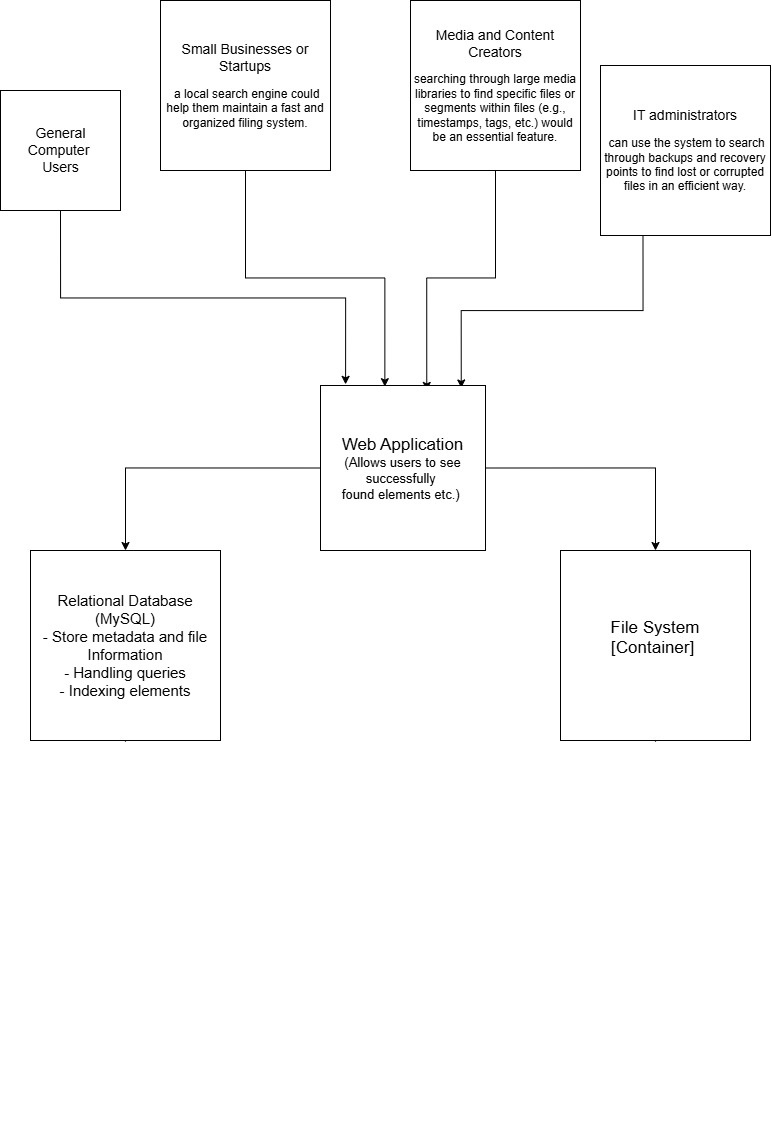 General
Computer
Users
Small Businesses or
Startups
a local search engine could
help them maintain a fast and
organized filing system.
Media and Content
Creators
searching through large media
libraries to find specific files or
segments within files (e.g.,
timestamps, tags, etc.) would
be an essential feature.
IT administrators
can use the system to search
through backups and recovery
points to find lost or corrupted
files in an efficient way.
Web Application
(Allows users to see
successfully
found elements etc.)
Relational Database
(MySQL)
- Store metadata and file
Information
- Handling queries
- Indexing elements
File System
[Container]